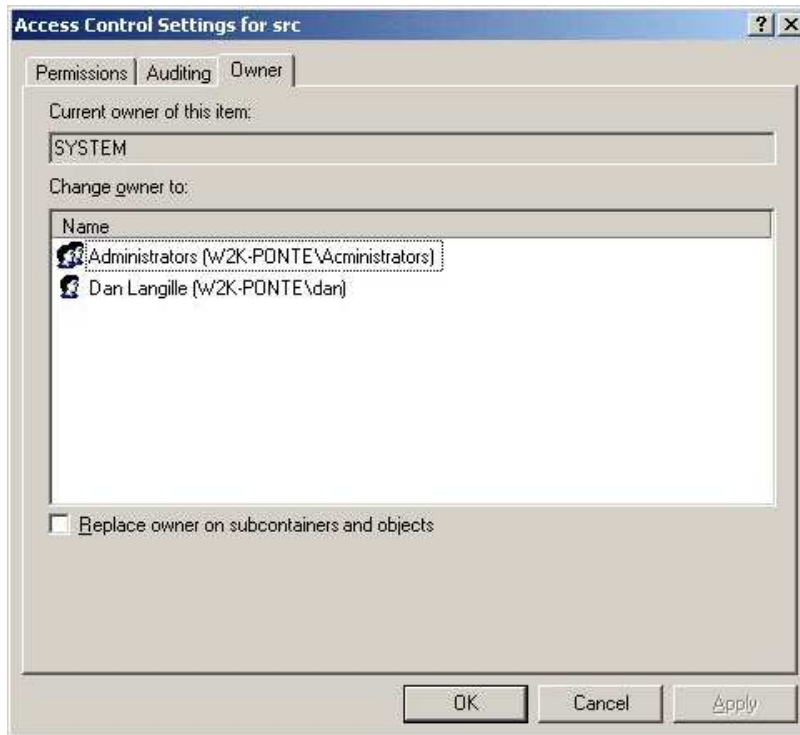 Access Control Settings for src
Permissions Auditing Owner
Current owner of this item:
SYSTEM
Change owner to:
Name
Administrators (W2K-PONTE\Acministrators)
Dan Langille (W2K-PONTE\dan)
Replace owner on subcontainers and objects
OK Cancel Apply